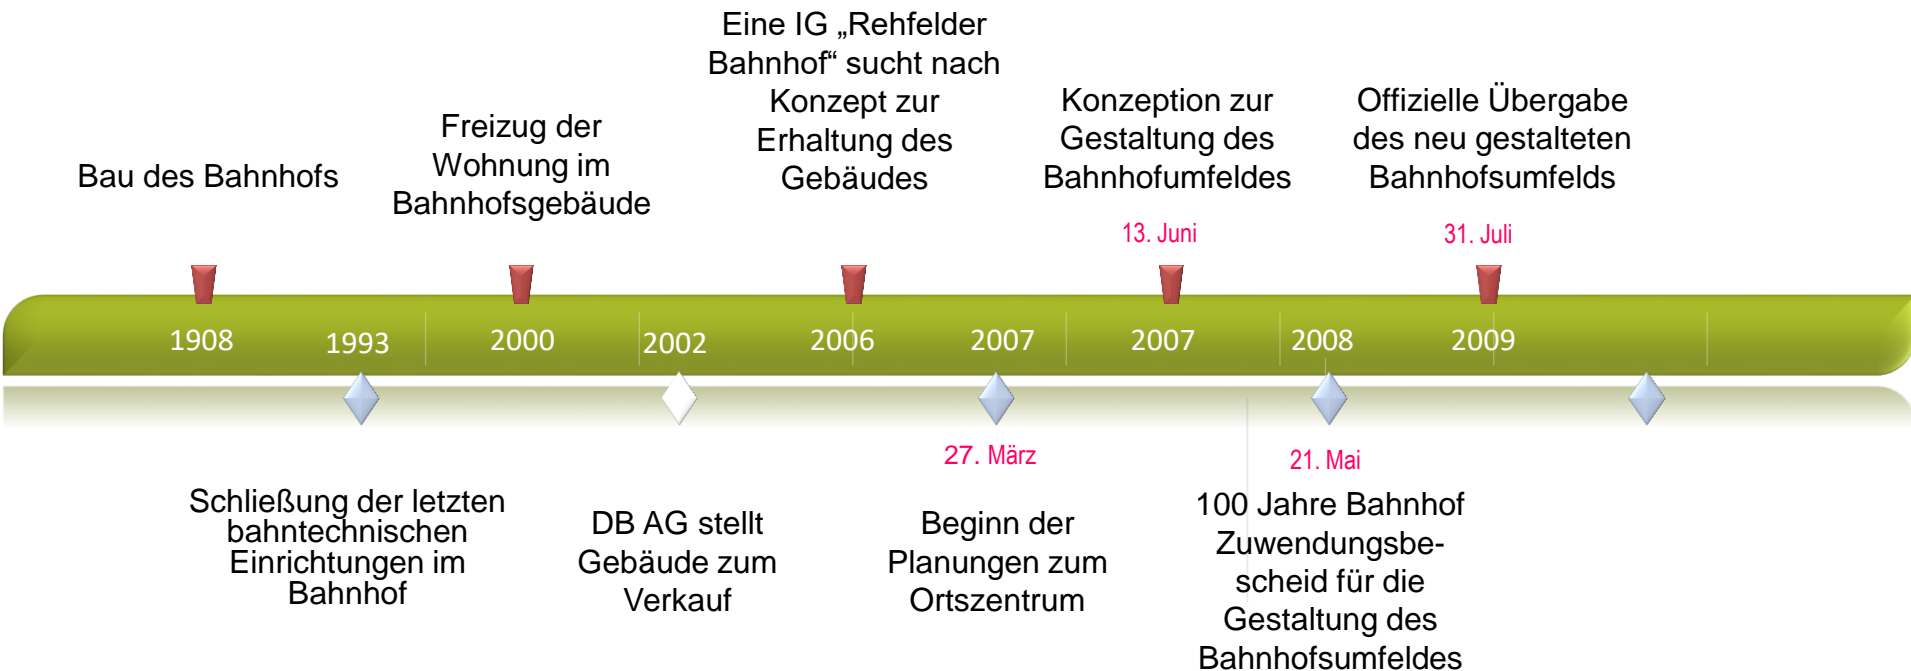 Bau des Bahnhofs
Freizug der
Wohnung im
Bahnhofsgebäude
Eine IG „Rehfelder
Bahnhof“ sucht nach
Konzept zur
Erhaltung des
Gebäudes
Konzeption zur
Gestaltung des
Bahnhofumfeldes
13. Juni
Offizielle Übergabe
des neu gestalteten
Bahnhofsumfelds
31. Juli
1908 1993 2000 2002 2006 2007 2007 2008 2009
Schließung der letzten
bahntechnischen
Einrichtungen im
Bahnhof
DB AG stellt
Gebäude zum
Verkauf
27. März
Beginn der
Planungen zum
Ortszentrum
21. Mai
100 Jahre Bahnhof
Zuwendungsbe-
scheid für die
Gestaltung des
Bahnhofsumfeldes